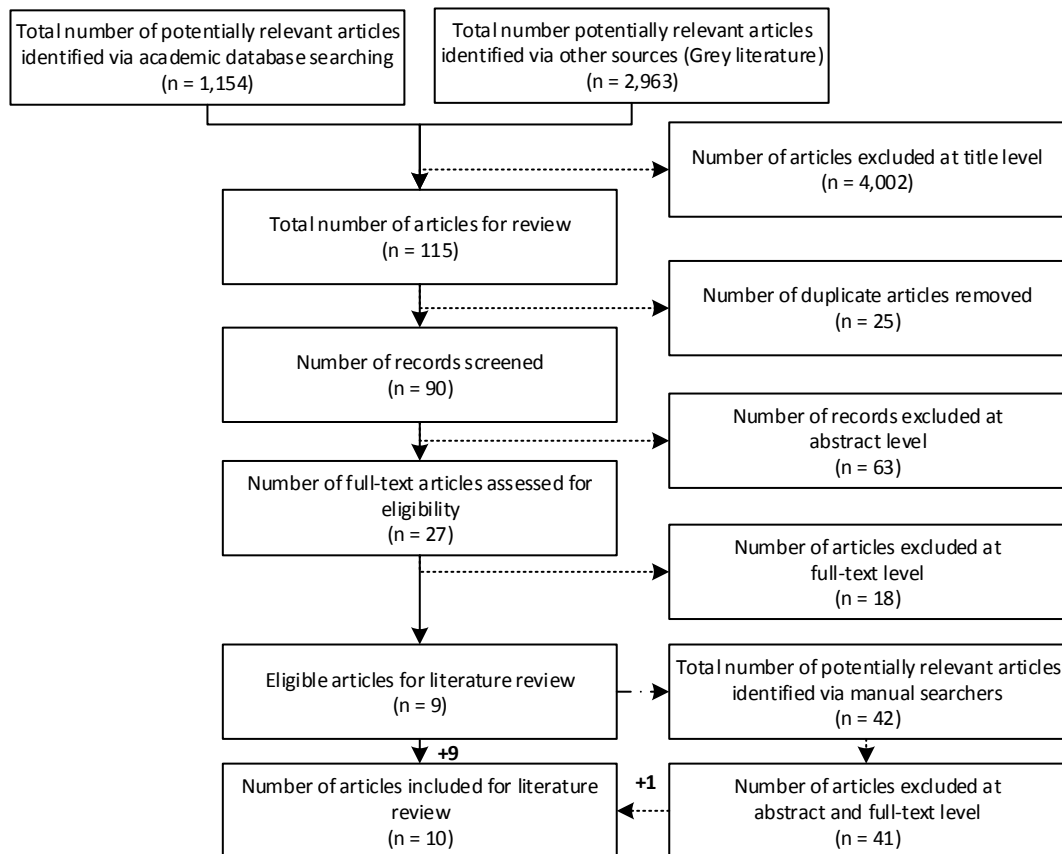 Total number of potentially relevant articles
identified via academic database searching
(n = 1,154)
Total number potentially relevant articles
identified via other sources (Grey literature)
(n = 2,963)
Number of articles excluded at title level
(n = 4,002)
Total number of articles for review
(n = 115)
Number of duplicate articles removed
(n = 25)
Number of records screened
(n = 90)
Number of records excluded at
abstract level
(n = 63)
Number of full-text articles assessed for
eligibility
(n = 27)
Number of articles excluded at
full-text level
(n = 18)
Eligible articles for literature review
(n = 9)
Total number of potentially relevant articles
identified via manual searchers
(n = 42)
+9
Number of articles included for literature
review
(n = 10)
+1
Number of articles excluded at
abstract and full-text level
(n = 41)